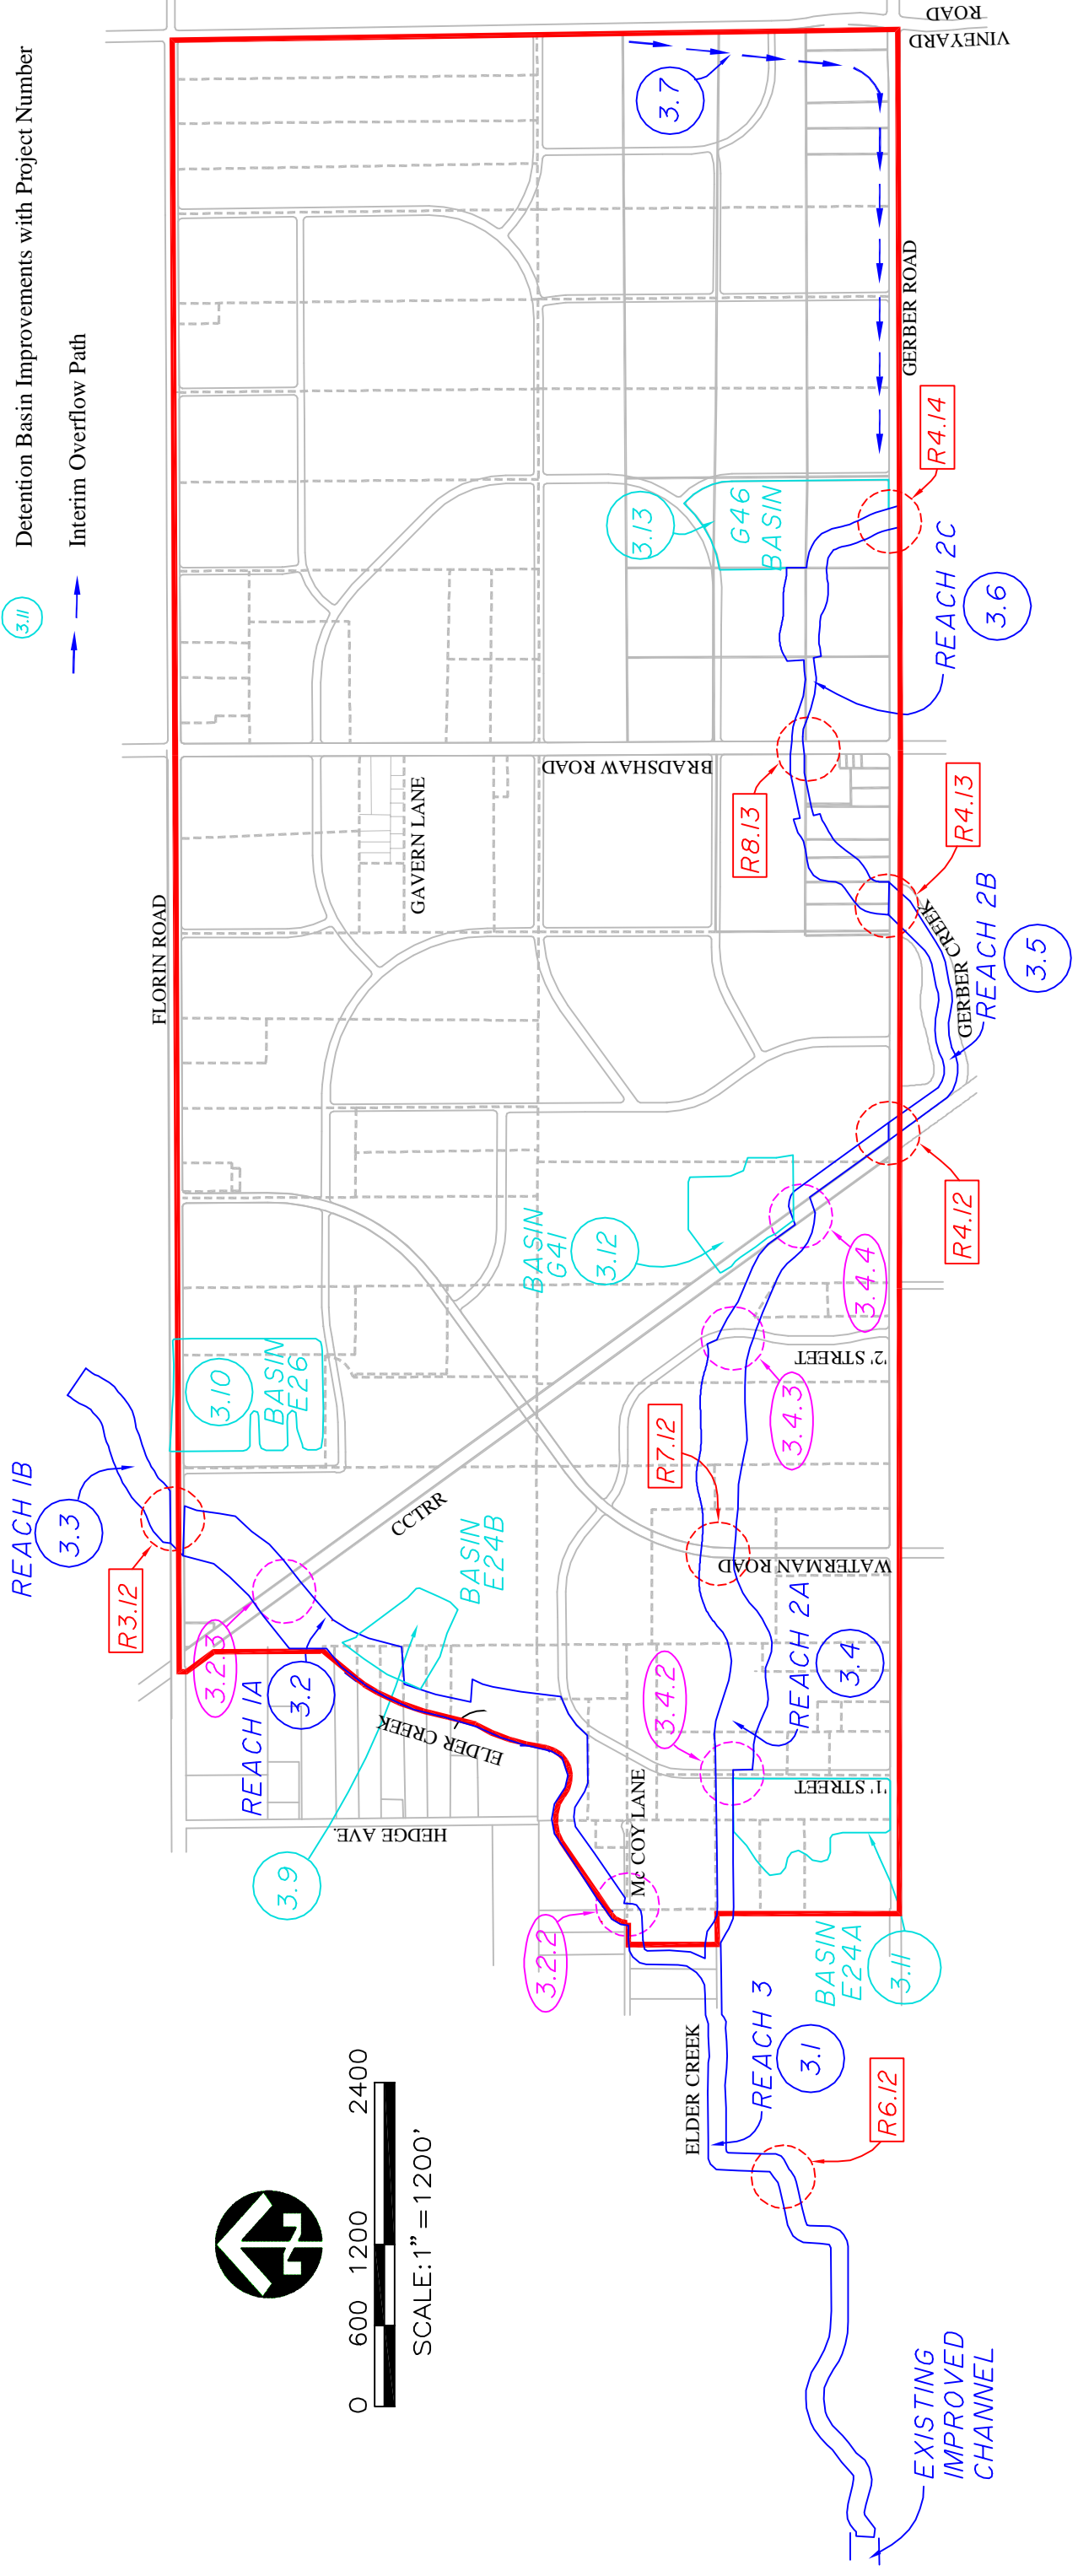 Detention Basin Improvements with Project Number
3.11
Interim Overflow Path
VINEYARD
ROAD
3.7
GERBER ROAD
R4.14
3.13
G46
BASIN
REACH 2C
3.6
BRADSHAW ROAD
R8.13
R4.13
GAVERN LANE
FLORIN ROAD
GERBER CREEK
REACH 2B
3.5
R4.12
BASIN
G41
3.12
3.4.4
'2' STREET
3.4.3
R7.12
3.10
BASIN
E26
REACH 1B
3.3
R3.12
CCTRR
BASIN
E24B
WATERMAN ROAD
3.2.3
3.2
REACH 1A
ELDER CREEK
3.4.2
REACH 2A
3.4
'1' STREET
HEDGE AVE.
Mc COY LANE
3.9
3.2.2
BASIN
E24A
3.11
REACH 3
3.1
ELDER CREEK
R6.12
N
0 600 1200 2400
SCALE: 1" = 1200'
EXISTING
IMPROVED
CHANNEL